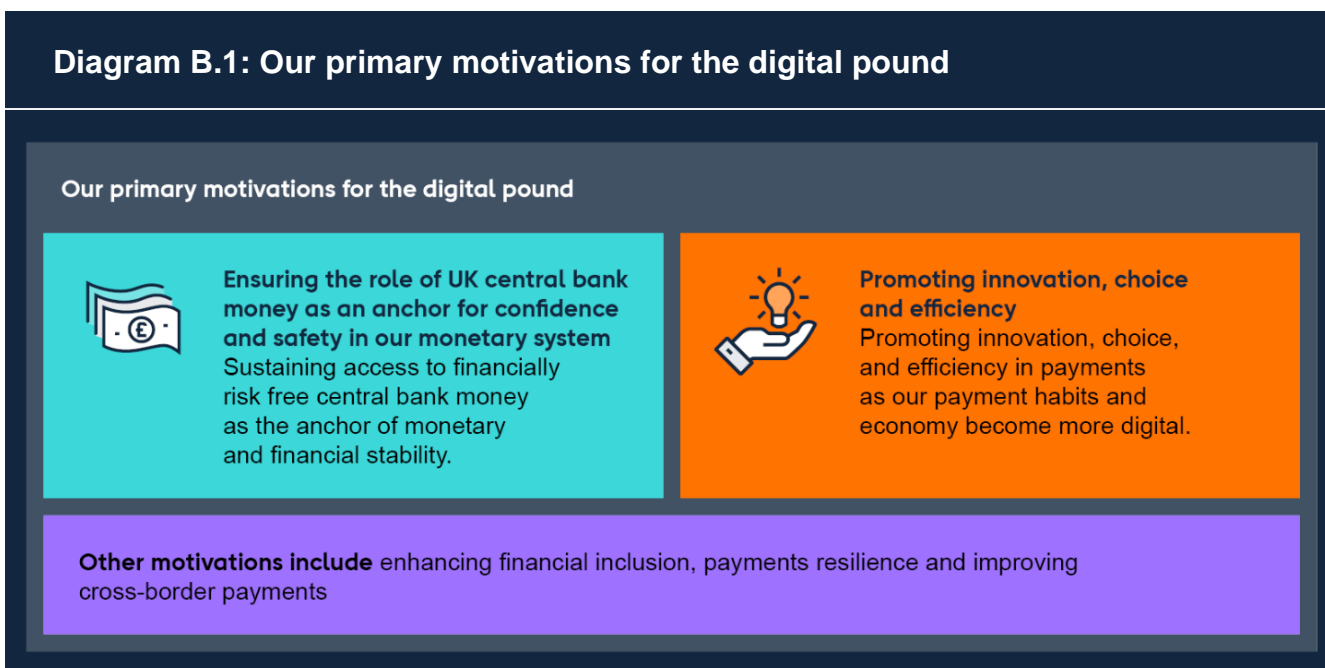 Diagram B.1: Our primary motivations for the digital pound
Our primary motivations for the digital pound
£
Ensuring the role of UK central bank
money as an anchor for confidence
and safety in our monetary system
Sustaining access to financially
risk free central bank money
as the anchor of monetary
and financial stability.
Promoting innovation, choice
and efficiency
Promoting innovation, choice,
and efficiency in payments
as our payment habits and
economy become more digital.
Other motivations include enhancing financial inclusion, payments resilience and improving
cross-border payments